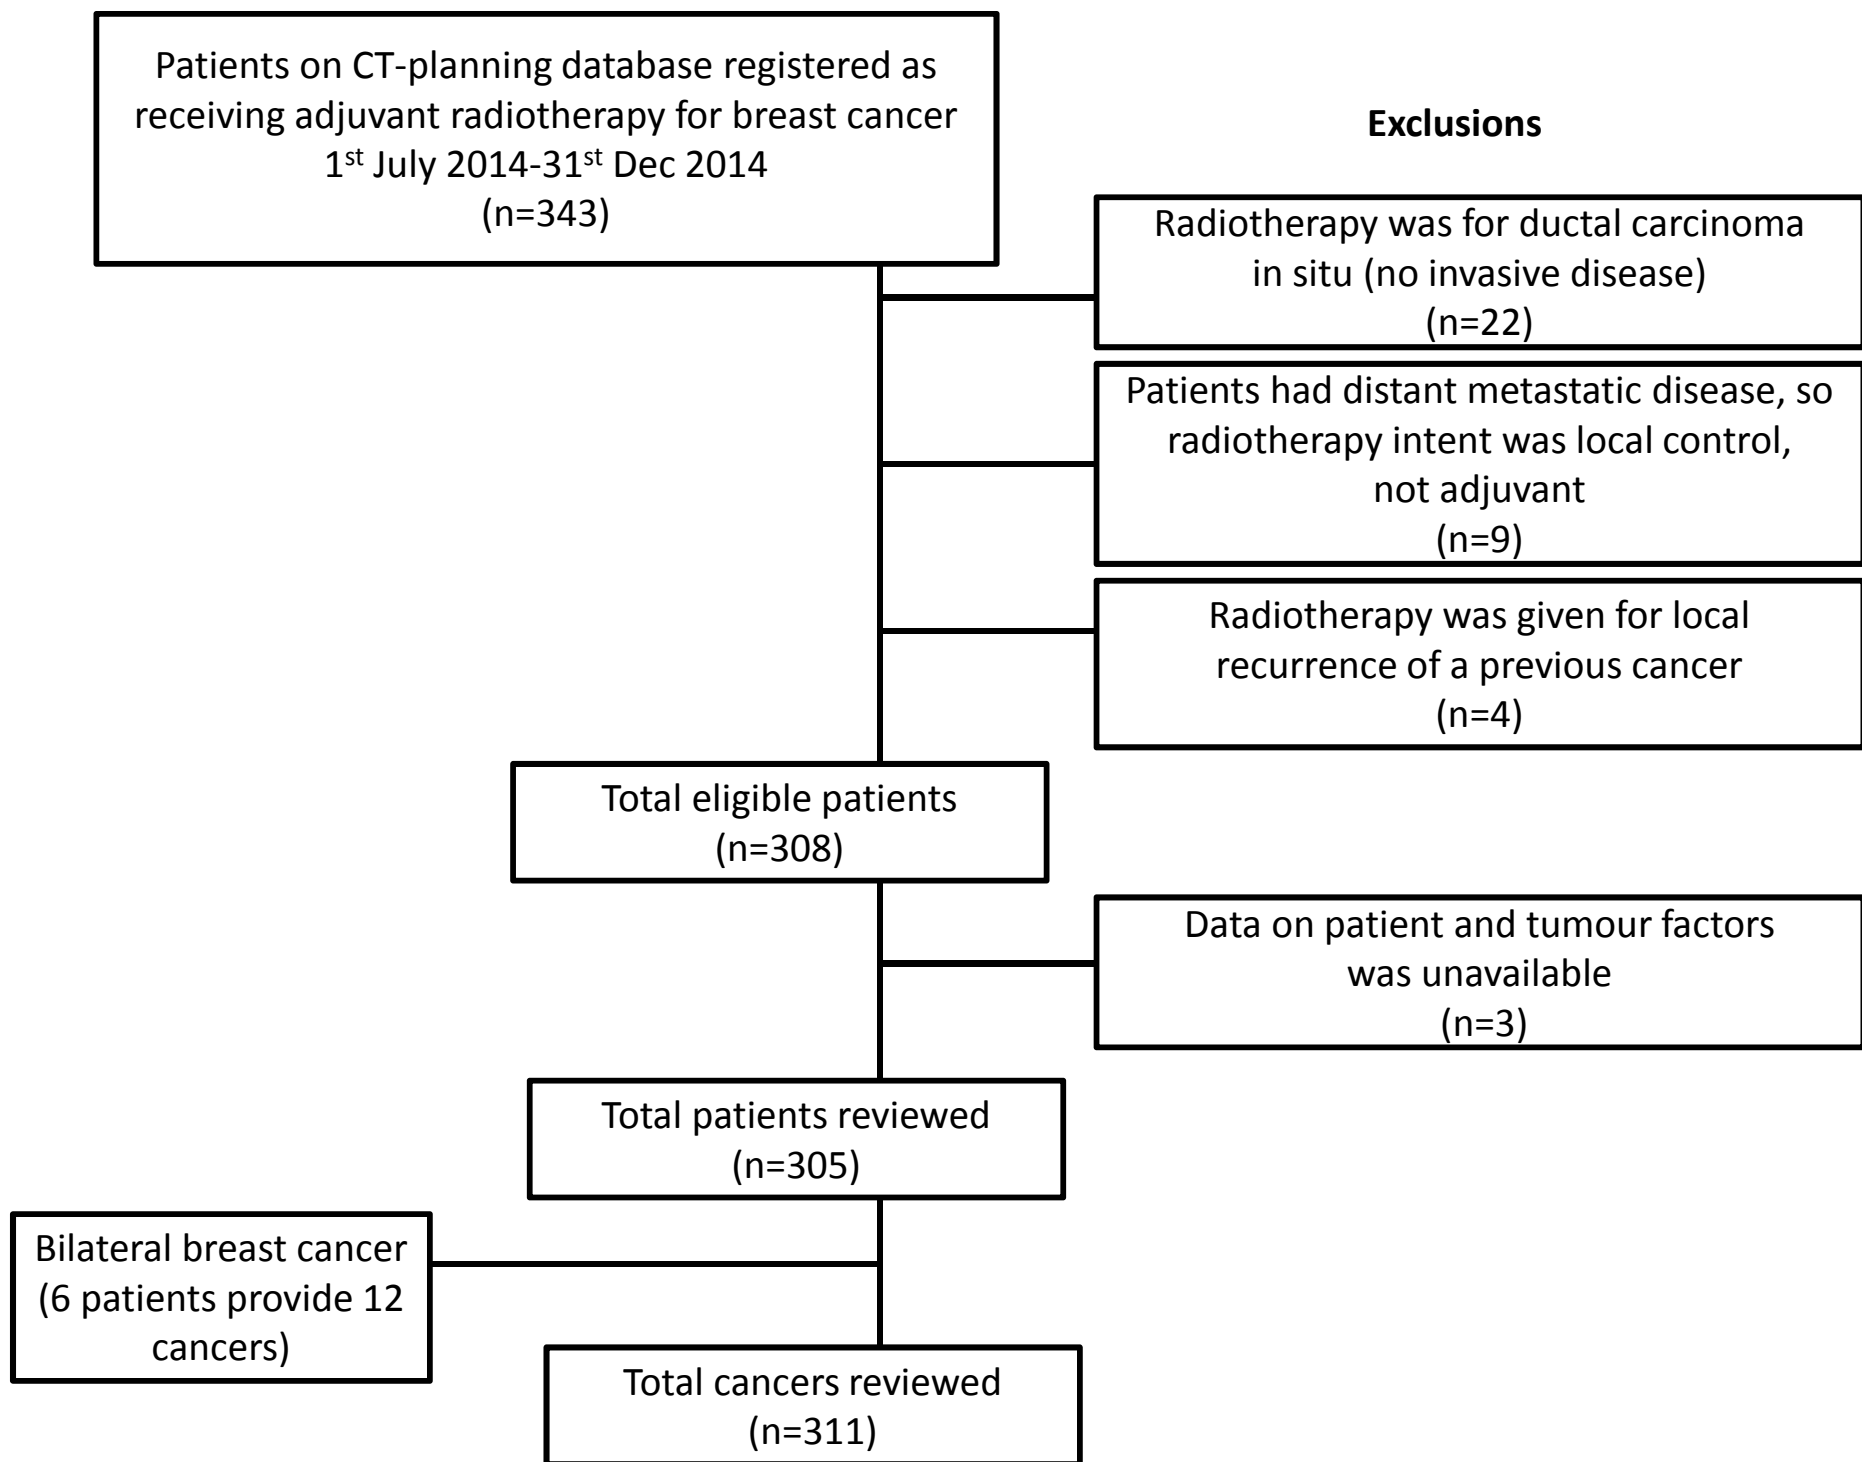 Patients on CT-planning database registered as
receiving adjuvant radiotherapy for breast cancer
1st July 2014-31st Dec 2014
(n=343)
Exclusions
Radiotherapy was for ductal carcinoma
in situ (no invasive disease)
(n=22)
Patients had distant metastatic disease, so
radiotherapy intent was local control,
not adjuvant
(n=9)
Radiotherapy was given for local
recurrence of a previous cancer
(n=4)
Total eligible patients
(n=308)
Data on patient and tumour factors
was unavailable
(n=3)
Total patients reviewed
(n=305)
Bilateral breast cancer
(6 patients provide 12
cancers)
Total cancers reviewed
(n=311)